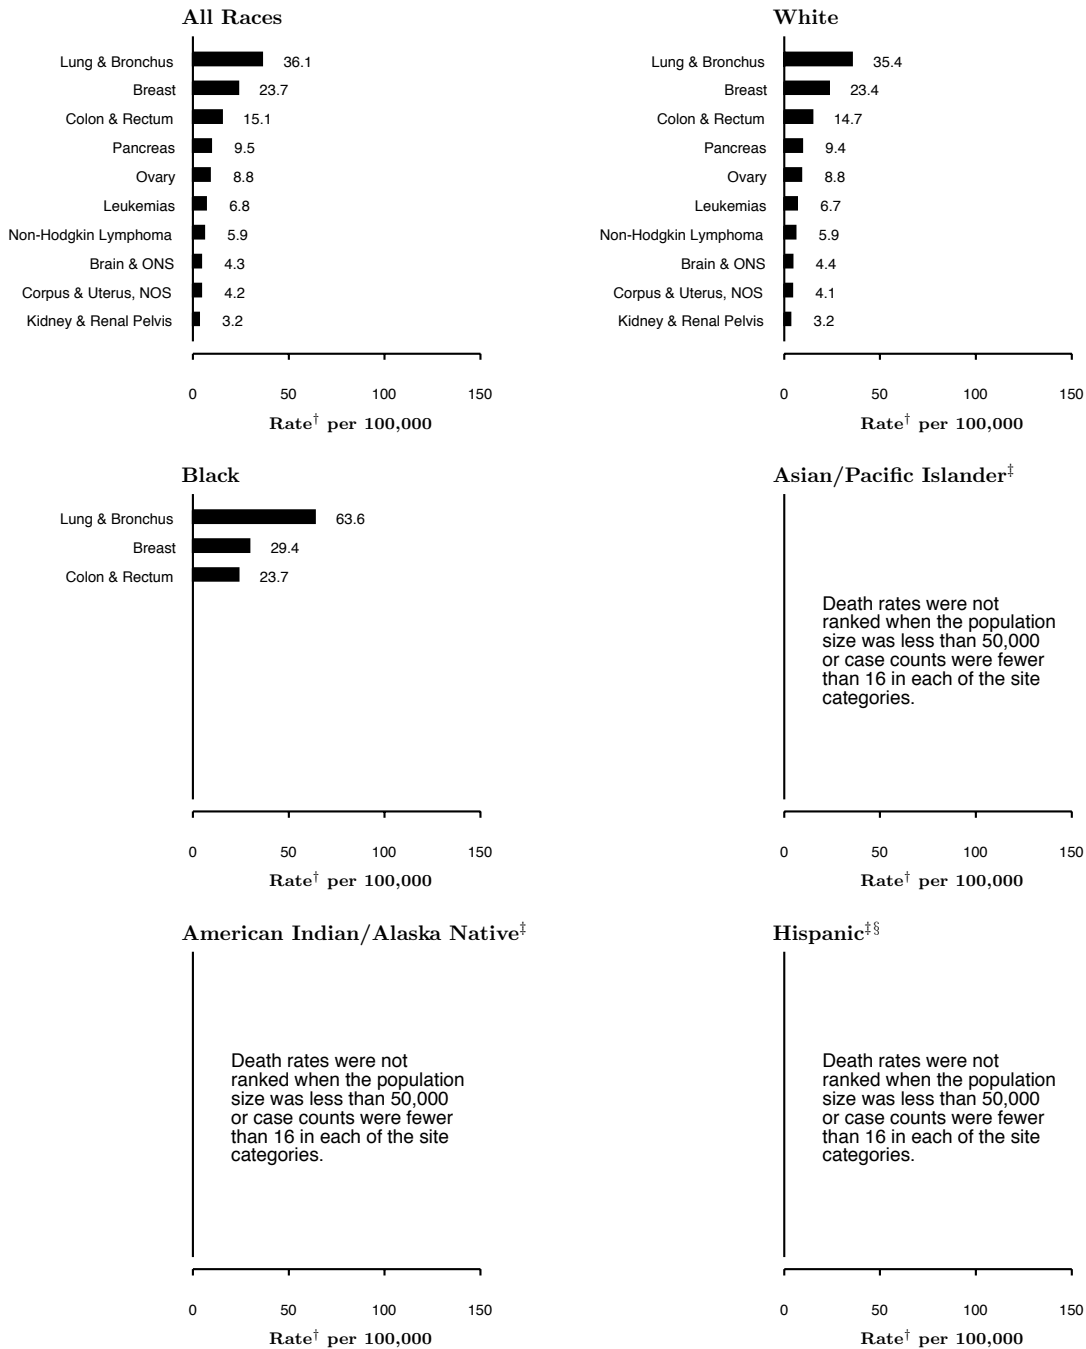 All Races
Lung & Bronchus 36.1
Breast 23.7
Colon & Rectum 15.1
Pancreas 9.5
Ovary 8.8
Leukemias 6.8
Non-Hodgkin Lymphoma 5.9
Brain & ONS 4.3
Corpus & Uterus, NOS 4.2
Kidney & Renal Pelvis 3.2
0 50 100 150
Rate† per 100,000
White
Lung & Bronchus 35.4
Breast 23.4
Colon & Rectum 14.7
Pancreas 9.4
Ovary 8.8
Leukemias 6.7
Non-Hodgkin Lymphoma 5.9
Brain & ONS 4.4
Corpus & Uterus, NOS 4.1
Kidney & Renal Pelvis 3.2
0 50 100 150
Rate† per 100,000
Black
Lung & Bronchus 63.6
Breast 29.4
Colon & Rectum 23.7
0 50 100 150
Rate† per 100,000
Asian/Pacific Islander‡
Death rates were not
ranked when the population
size was less than 50,000
or case counts were fewer
than 16 in each of the site
categories.
0 50 100 150
Rate† per 100,000
American Indian/Alaska Native‡
Death rates were not
ranked when the population
size was less than 50,000
or case counts were fewer
than 16 in each of the site
categories.
0 50 100 150
Rate† per 100,000
Hispanic‡§
Death rates were not
ranked when the population
size was less than 50,000
or case counts were fewer
than 16 in each of the site
categories.
0 50 100 150
Rate† per 100,000